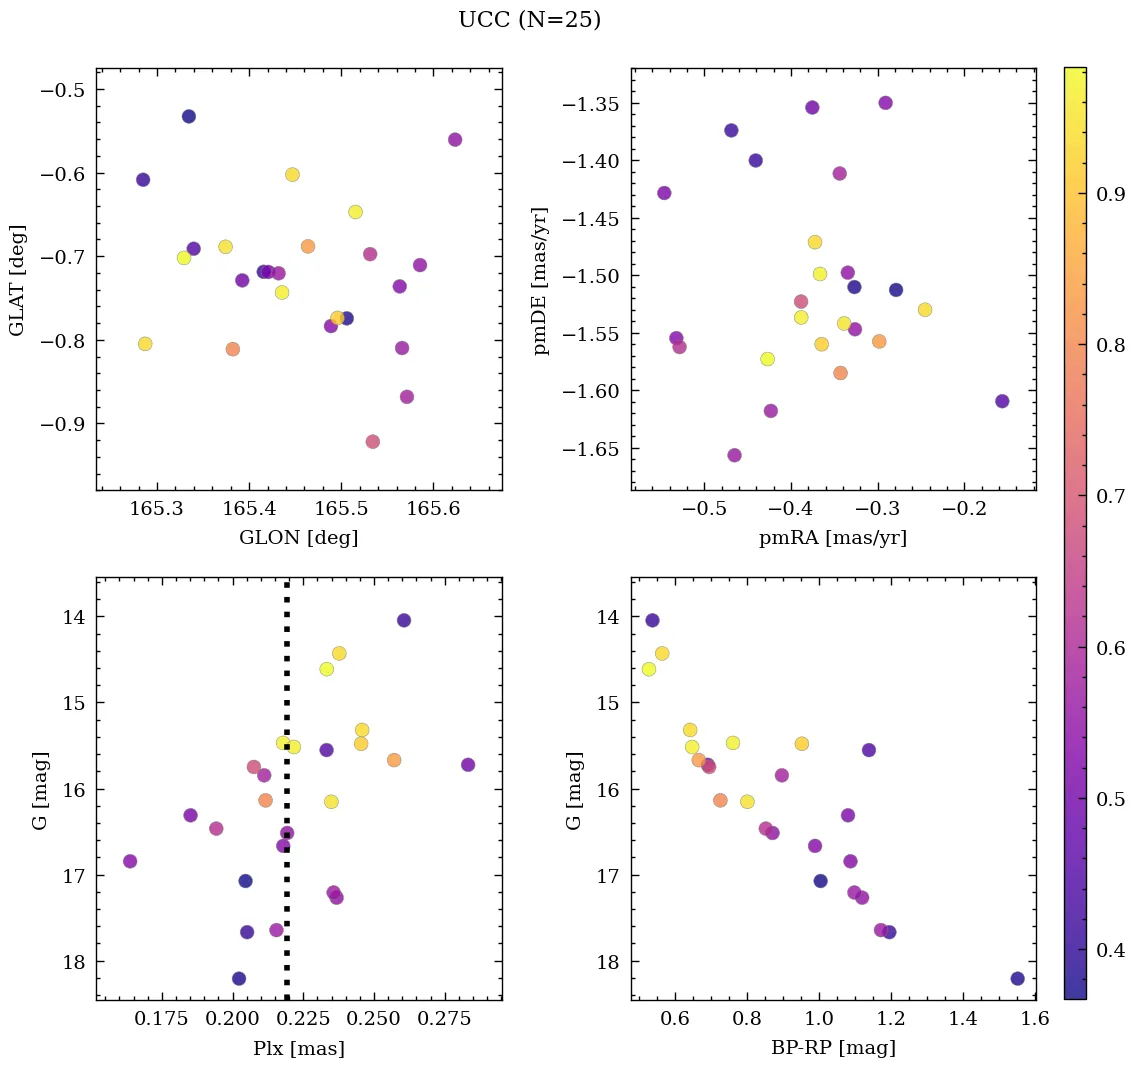 UCC (N=25)
−0.5
−0.6
−0.7
−0.8
−0.9
GLAT [deg]
165.3 165.4 165.5 165.6
GLON [deg]
−1.35
−1.40
−1.45
−1.50
−1.55
−1.60
−1.65
pmDE [mas/yr]
−0.5 −0.4 −0.3 −0.2
pmRA [mas/yr]
14
15
16
17
18
G [mag]
0.175 0.200 0.225 0.250 0.275
Plx [mas]
14
15
16
17
18
G [mag]
0.6 0.8 1.0 1.2 1.4 1.6
BP-RP [mag]
0.9
0.8
0.7
0.6
0.5
0.4